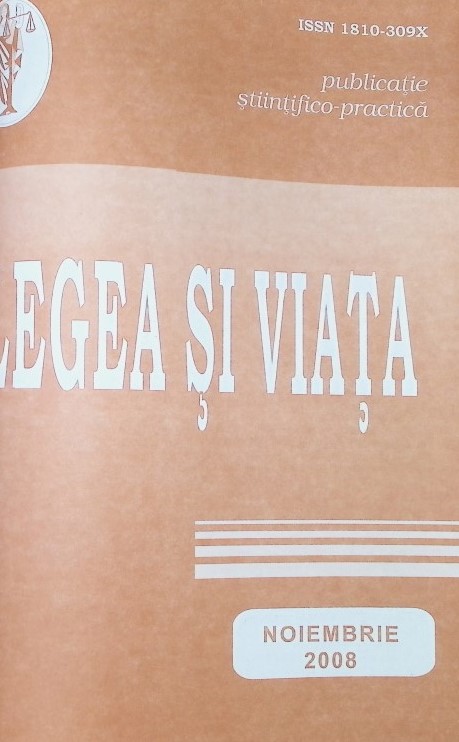 ISSN 1810-309X
publicație
științifico-practică
LEGEA ȘI VIAȚA
NOIEMBRIE
2008